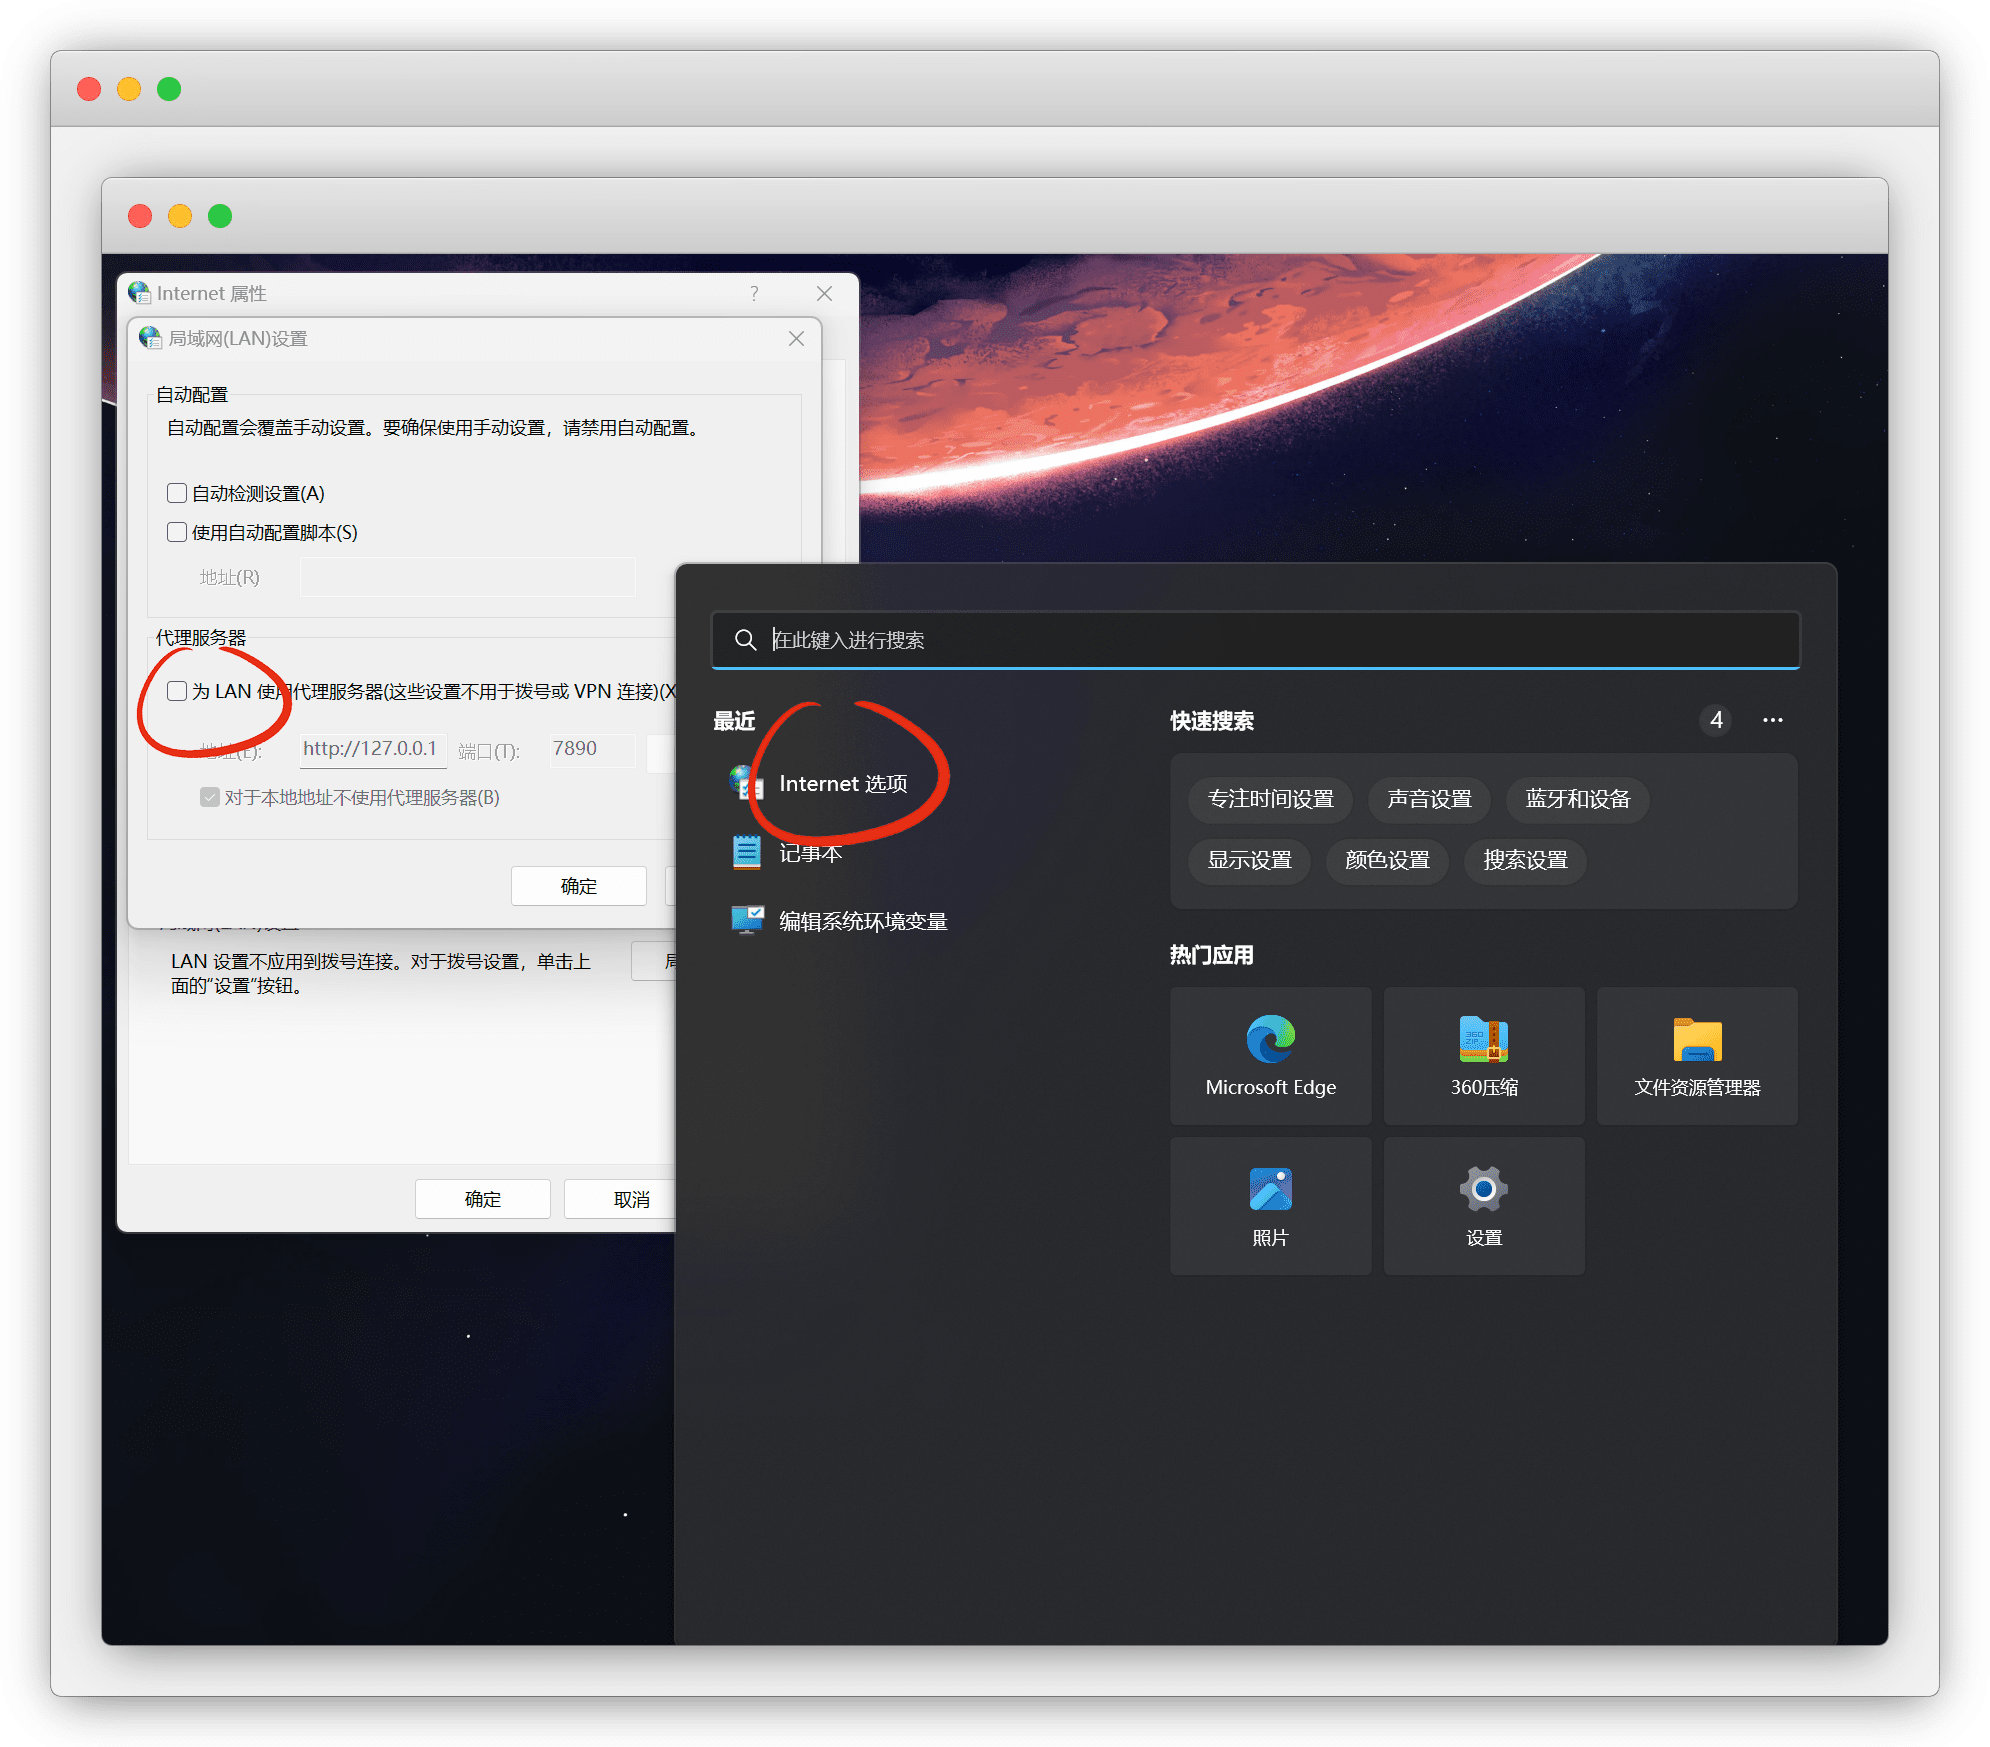 Internet 属性
局域网(LAN)设置
自动配置
自动配置会覆盖手动设置。要确保使用手动设置，请禁用自动配置。
自动检测设置(A)
使用自动配置脚本(S)
地址(R)
代理服务器
为 LAN 使用代理服务器(这些设置不用于拨号或 VPN 连接)(X
地址(E):
http://127.0.0.1
端口(T):
7890
对于本地地址不使用代理服务器(B)
确定
LAN 设置不应用到拨号连接。对于拨号设置，单击上
面的"设置"按钮。
局
确定
取消
在此键入进行搜索
最近
Internet 选项
记事本
编辑系统环境变量
快速搜索
4
专注时间设置
声音设置
蓝牙和设备
显示设置
颜色设置
搜索设置
热门应用
Microsoft Edge
360
ZIP
360压缩
文件资源管理器
照片
设置